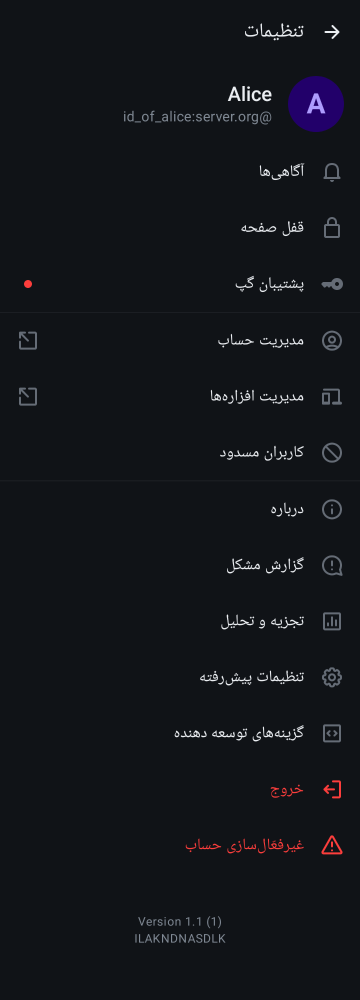 تنظیمات
A
Alice
@id_of_alice:server.org
آگاهی‌ها
قفل صفحه
پشتیبان گپ
مدیریت حساب
مدیریت افزاره‌ها
کاربران مسدود
درباره
گزارش مشکل
تجزیه و تحلیل
تنظیمات پیش‌رفته
گزینه‌های توسعه دهنده
خروج
غیرفعّال‌سازی حساب
Version 1.1 (1)
ILAKNDNASDLK